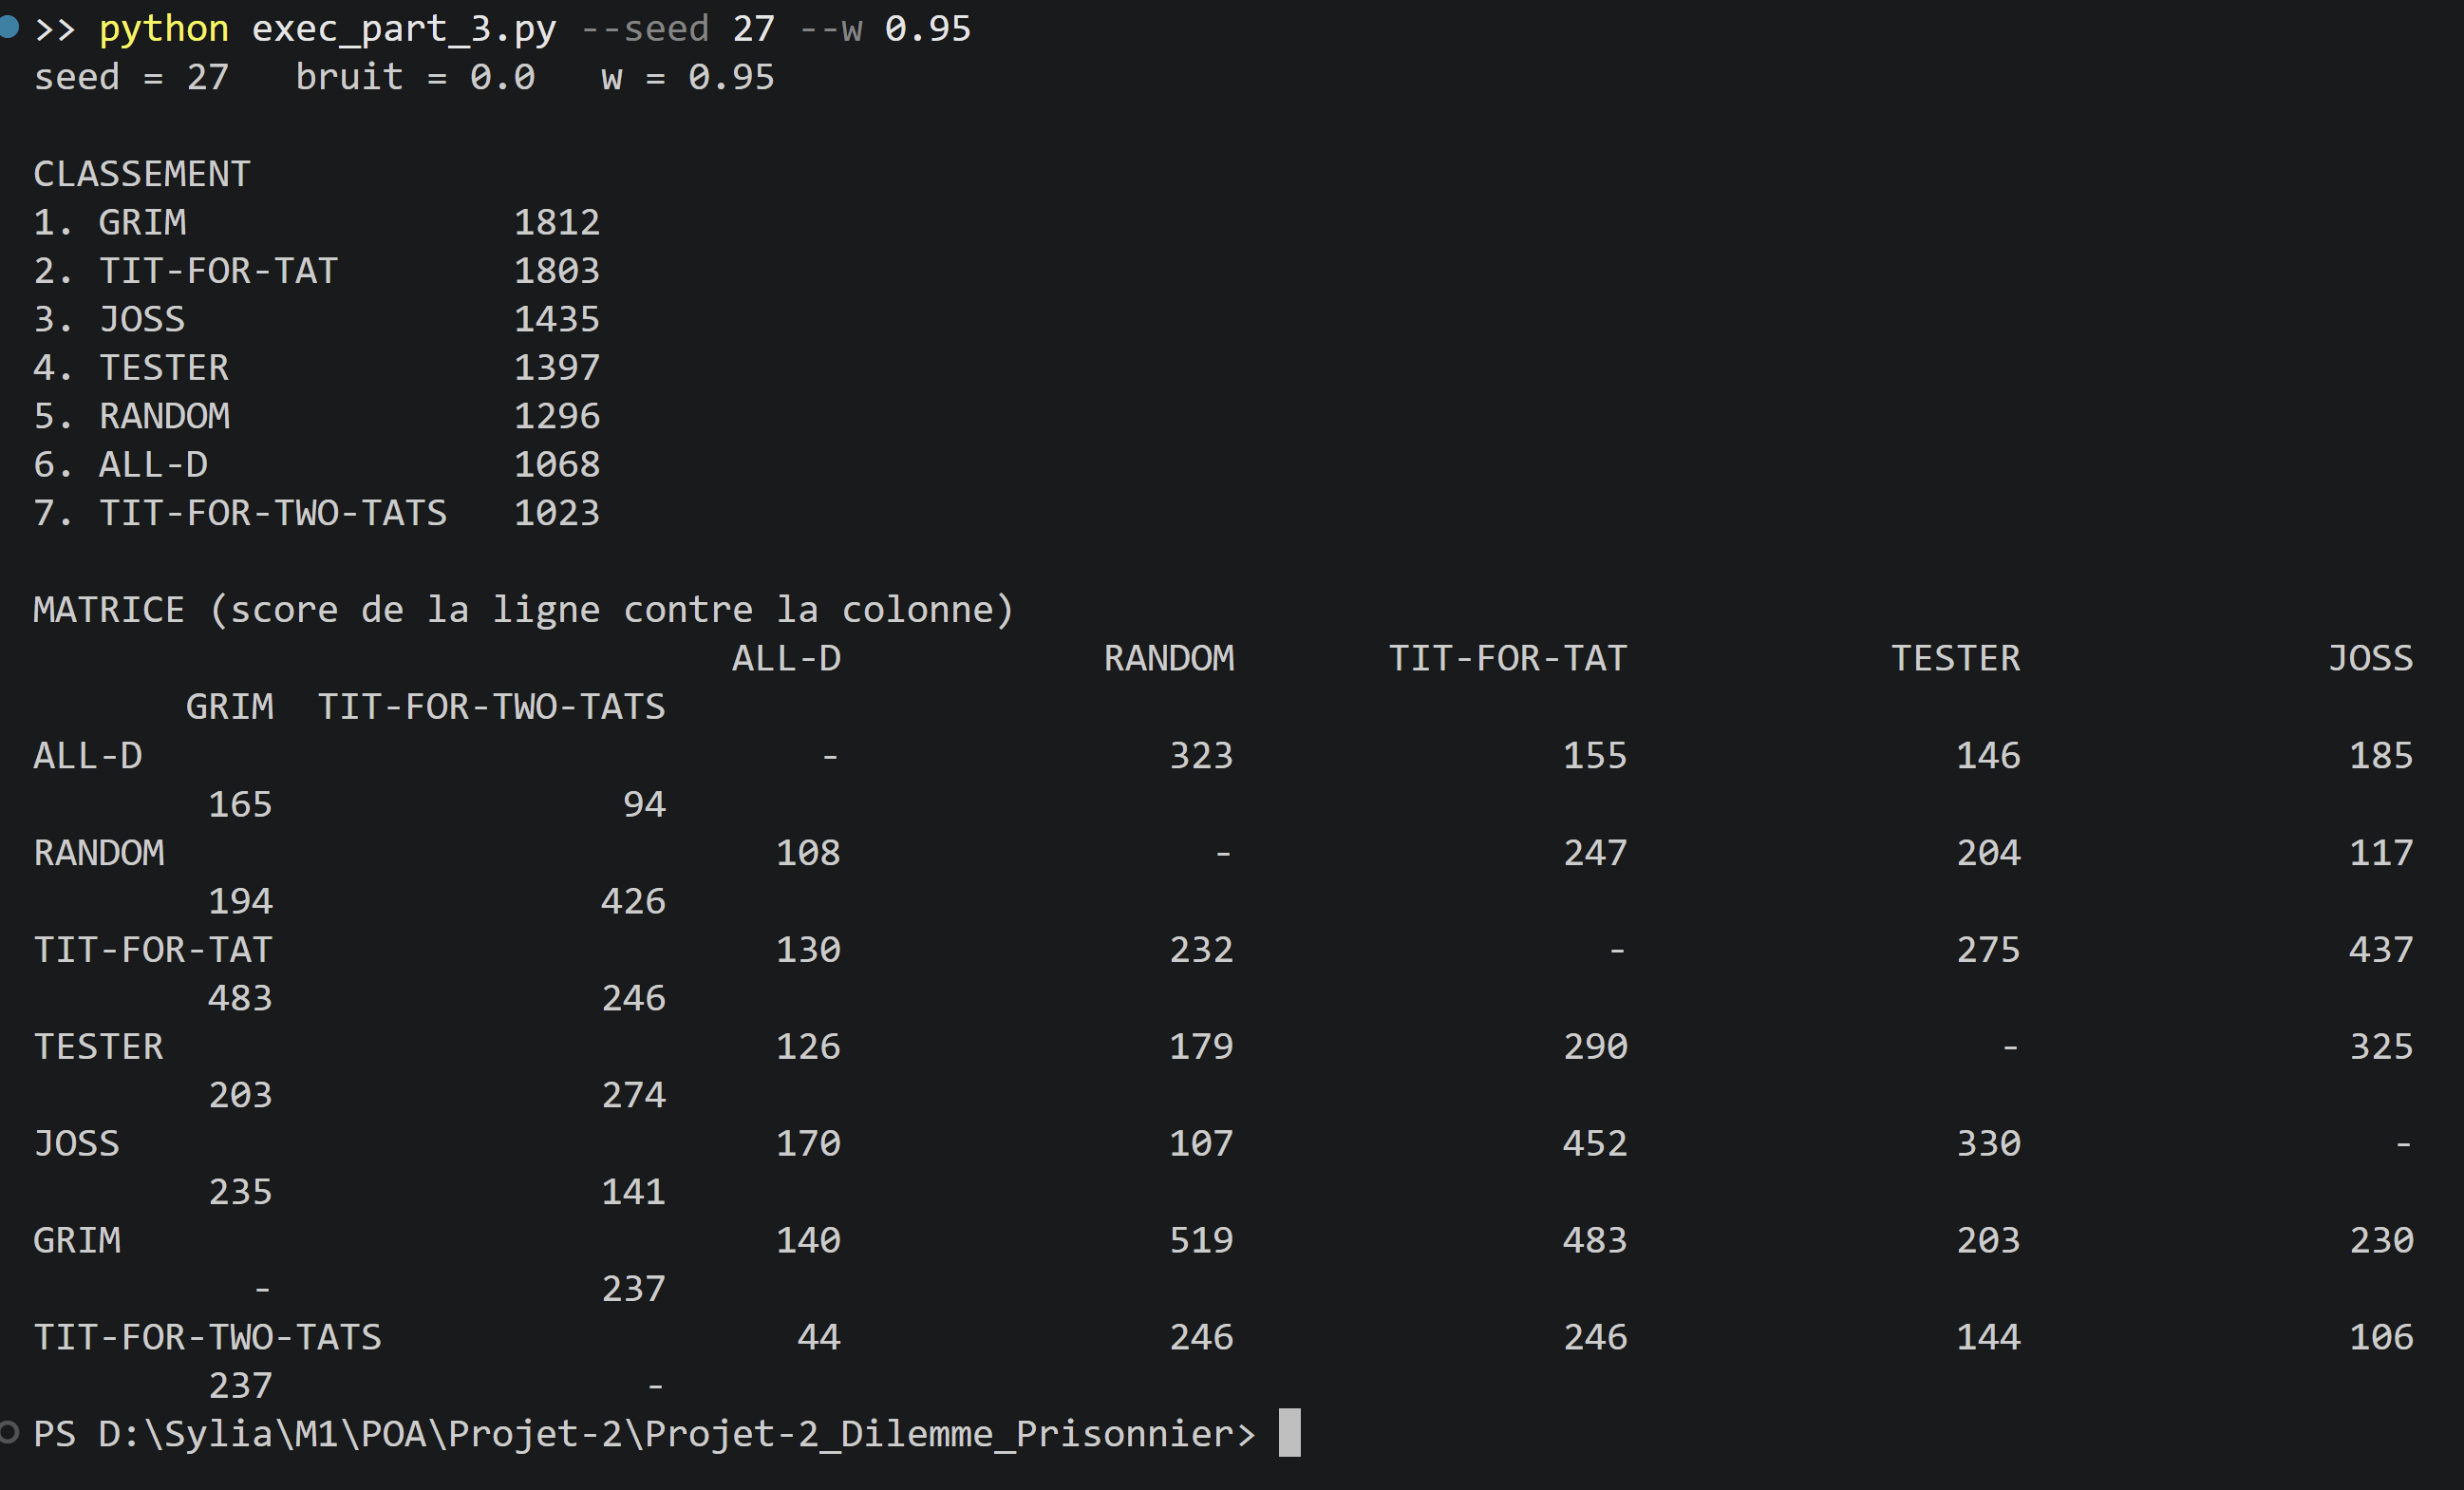 >> python exec_part_3.py --seed 27 --w 0.95
seed = 27   bruit = 0.0   w = 0.95

CLASSEMENT
1. GRIM               1812
2. TIT-FOR-TAT        1803
3. JOSS               1435
4. TESTER             1397
5. RANDOM             1296
6. ALL-D              1068
7. TIT-FOR-TWO-TATS   1023

MATRICE (score de la ligne contre la colonne)
                                ALL-D            RANDOM       TIT-FOR-TAT            TESTER              JOSS
       GRIM  TIT-FOR-TWO-TATS
ALL-D                               -               323               155               146               185
        165                94
RANDOM                            108                 -               247               204               117
        194               426
TIT-FOR-TAT                       130               232                 -               275               437
        483               246
TESTER                            126               179               290                 -               325
        203               274
JOSS                              170               107               452               330                 -
        235               141
GRIM                              140               519               483               203               230
          -               237
TIT-FOR-TWO-TATS                   44               246               246               144               106
        237                 -
PS D:\Sylia\M1\POA\Projet-2\Projet-2_Dilemme_Prisonnier>